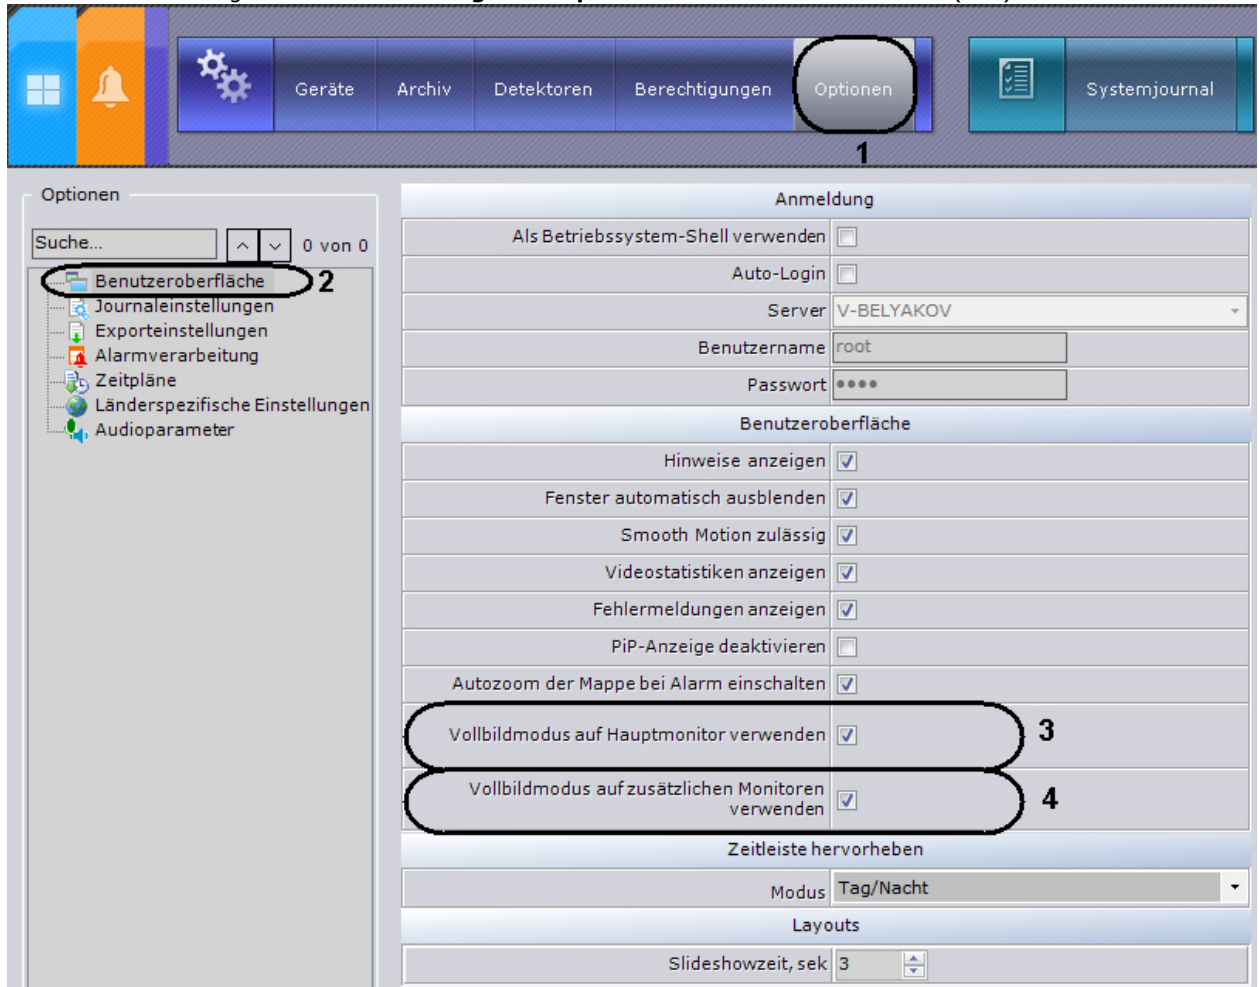 Geräte Archiv Detektoren Berechtigungen Optionen Systemjournal
1
Optionen
Suche... 0 von 0
Benutzeroberfläche 2
Journaleinstellungen
Exporteinstellungen
Alarmverarbeitung
Zeitpläne
Länderspezifische Einstellungen
Audioparameter
Anmeldung
Als Betriebssystem-Shell verwenden
Auto-Login
Server V-BELYAKOV
Benutzername root
Passwort ••••
Benutzeroberfläche
Hinweise anzeigen
Fenster automatisch ausblenden
Smooth Motion zulässig
Videostatistiken anzeigen
Fehlermeldungen anzeigen
PiP-Anzeige deaktivieren
Autozoom der Mappe bei Alarm einschalten
Vollbildmodus auf Hauptmonitor verwenden 3
Vollbildmodus auf zusätzlichen Monitoren
verwenden 4
Zeitleiste hervorheben
Modus Tag/Nacht
Layouts
Slideshowzeit, sek 3